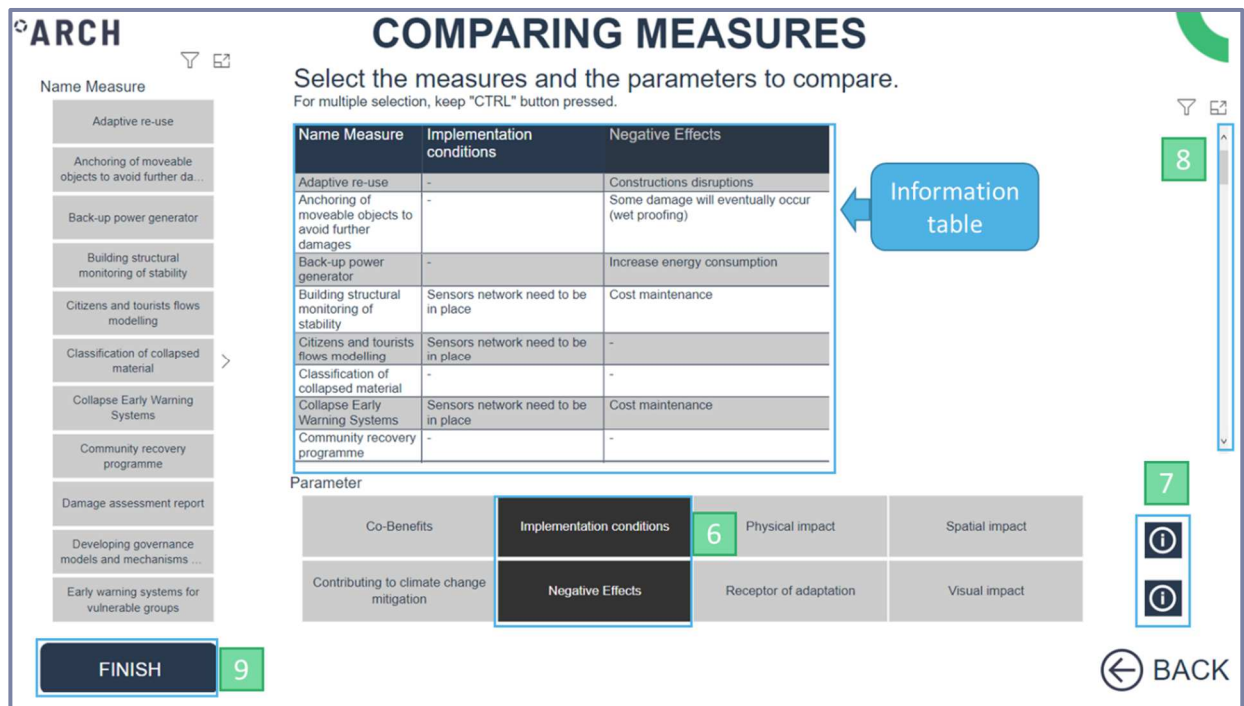 ARCH
COMPARING MEASURES
Select the measures and the parameters to compare.
For multiple selection, keep "CTRL" button pressed.
Name Measure
Adaptive re-use
Anchoring of moveable
objects to avoid further da...
Back-up power generator
Building structural
monitoring of stability
Citizens and tourists flows
modelling
Classification of collapsed
material
Collapse Early Warning
Systems
Community recovery
programme
Damage assessment report
Developing governance
models and mechanisms ...
Early warning systems for
vulnerable groups
Name Measure Implementation Negative Effects
conditions
Adaptive re-use - Constructions disruptions
Anchoring of - Some damage will eventually occur
moveable objects to (wet proofing)
avoid further
damages
Back-up power - Increase energy consumption
generator
Building structural Sensors network need to be Cost maintenance
monitoring of in place
stability
Citizens and tourists Sensors network need to be -
flows modelling in place
Classification of - -
collapsed material
Collapse Early Sensors network need to be Cost maintenance
Warning Systems in place
Community recovery - -
programme
Information
table
8
Parameter
Co-Benefits Implementation conditions 6 Physical impact Spatial impact
Contributing to climate change
mitigation
Negative Effects Receptor of adaptation Visual impact
7
i
i
FINISH 9
BACK